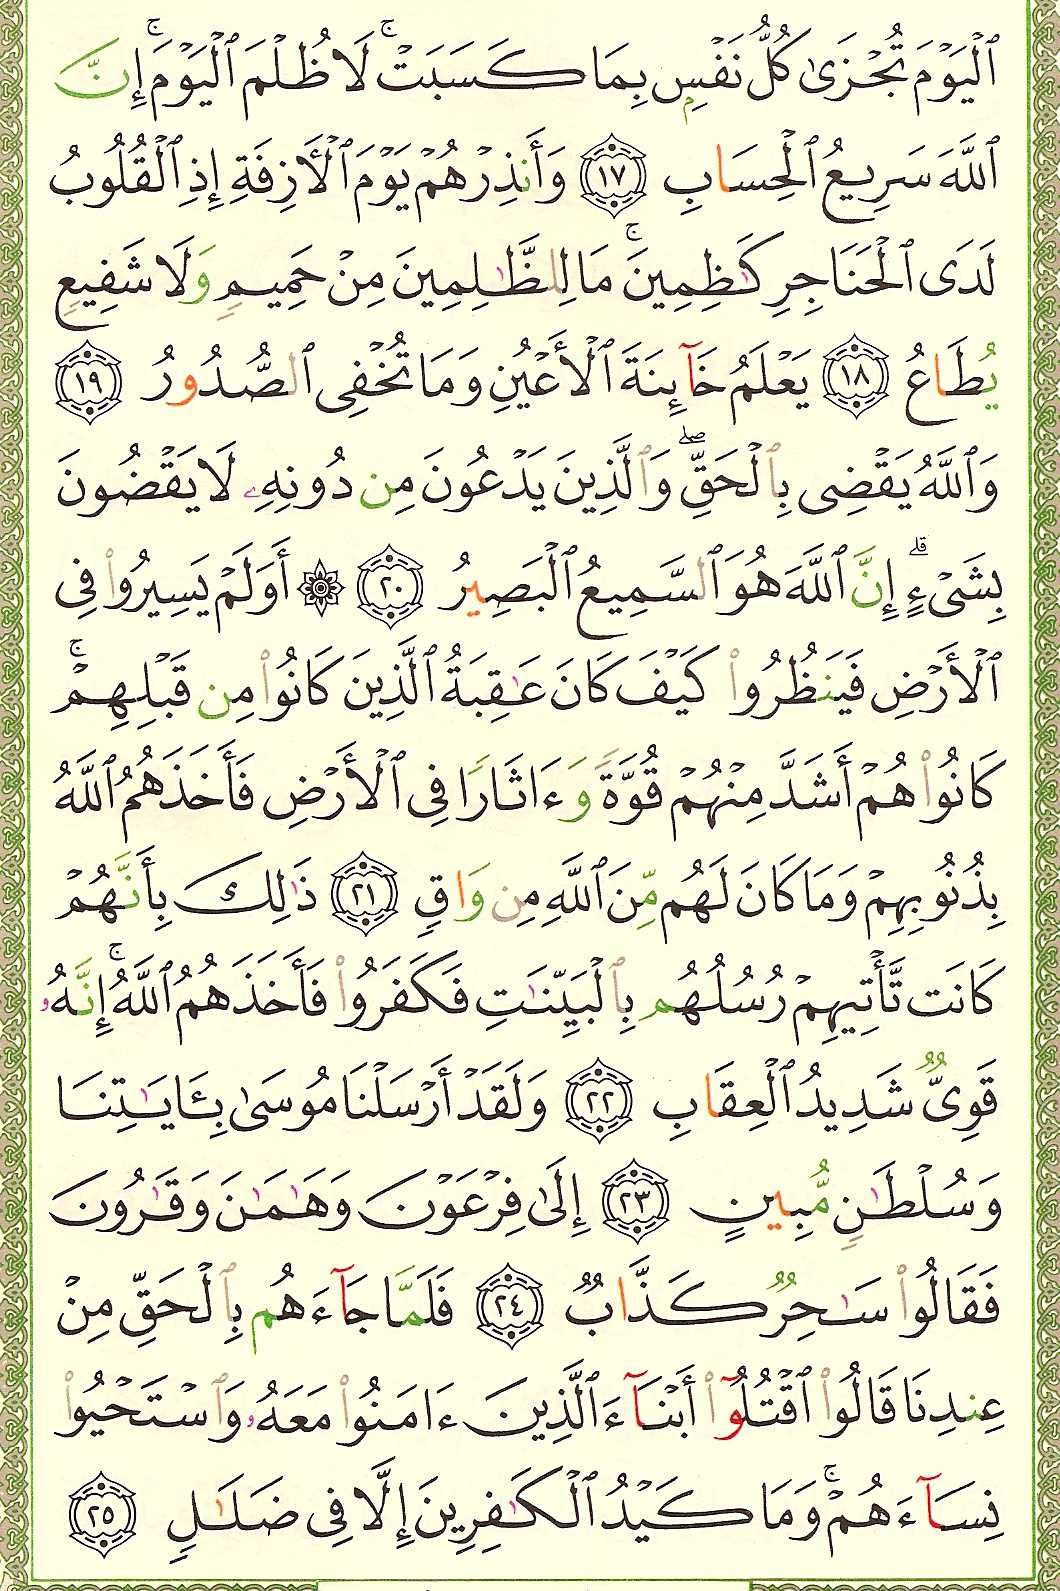 ٱلۡيَوۡمَ تُجۡزَىٰ كُلُّ نَفۡسِۭ بِمَا كَسَبَتۡۚ لَا ظُلۡمَ ٱلۡيَوۡمَۚ إِنَّ
ٱللَّهَ سَرِيعُ ٱلۡحِسَابِ ١٧ وَأَنذِرۡهُمۡ يَوۡمَ ٱلۡأَزِفَةِ إِذِ ٱلۡقُلُوبُ
لَدَى ٱلۡحَنَاجِرِ كَٰظِمِينَۚ مَا لِلظَّٰلِمِينَ مِنۡ حَمِيمٖ وَلَا شَفِيعٖ
يُطَاعُ ١٨ يَعۡلَمُ خَآئِنَةَ ٱلۡأَعۡيُنِ وَمَا تُخۡفِي ٱلصُّدُورُ ١٩
وَٱللَّهُ يَقۡضِي بِٱلۡحَقِّۖ وَٱلَّذِينَ يَدۡعُونَ مِن دُونِهِۦ لَا يَقۡضُونَ
بِشَيۡءٍۗ إِنَّ ٱللَّهَ هُوَ ٱلسَّمِيعُ ٱلۡبَصِيرُ ٢٠ ۞ أَوَلَمۡ يَسِيرُواْ فِي
ٱلۡأَرۡضِ فَيَنظُرُواْ كَيۡفَ كَانَ عَٰقِبَةُ ٱلَّذِينَ كَانُواْ مِن قَبۡلِهِمۡۚ
كَانُواْ هُمۡ أَشَدَّ مِنۡهُمۡ قُوَّةٗ وَءَاثَارٗا فِي ٱلۡأَرۡضِ فَأَخَذَهُمُ ٱللَّهُ
بِذُنُوبِهِمۡ وَمَا كَانَ لَهُم مِّنَ ٱللَّهِ مِن وَاقٖ ٢١ ذَٰلِكَ بِأَنَّهُمۡ
كَانَت تَّأۡتِيهِمۡ رُسُلُهُم بِٱلۡبَيِّنَٰتِ فَكَفَرُواْ فَأَخَذَهُمُ ٱللَّهُۚ إِنَّهُۥ
قَوِيّٞ شَدِيدُ ٱلۡعِقَابِ ٢٢ وَلَقَدۡ أَرۡسَلۡنَا مُوسَىٰ بِـَٔايَٰتِنَا
وَسُلۡطَٰنٖ مُّبِينٍ ٢٣ إِلَىٰ فِرۡعَوۡنَ وَهَٰمَٰنَ وَقَٰرُونَ
فَقَالُواْ سَٰحِرٞ كَذَّابٞ ٢٤ فَلَمَّا جَآءَهُم بِٱلۡحَقِّ مِنۡ
عِندِنَا قَالُواْ ٱقۡتُلُوٓاْ أَبۡنَآءَ ٱلَّذِينَ ءَامَنُواْ مَعَهُۥ وَٱسۡتَحۡيُواْ
نِسَآءَهُمۡۚ وَمَا كَيۡدُ ٱلۡكَٰفِرِينَ إِلَّا فِي ضَلَٰلٖ ٢٥